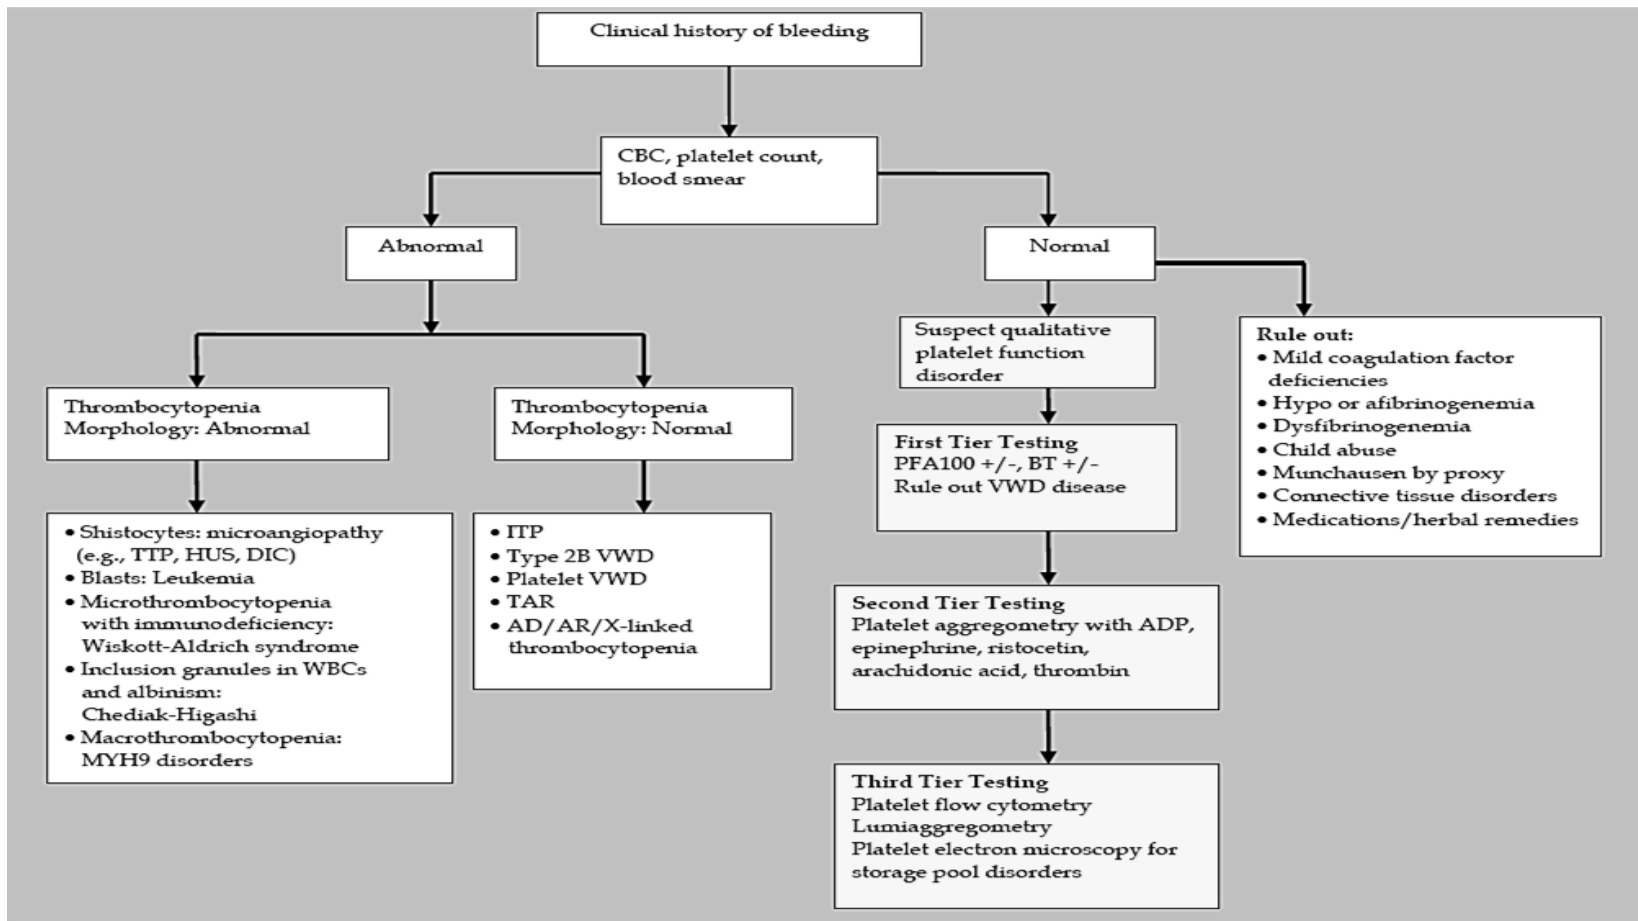 Clinical history of bleeding
CBC, platelet count,
blood smear
Abnormal
Normal
Thrombocytopenia
Morphology: Abnormal
Thrombocytopenia
Morphology: Normal
Suspect qualitative
platelet function
disorder
Rule out:
• Mild coagulation factor
deficiencies
• Hypo or afibrinogenemia
• Dysfibrinogenemia
• Child abuse
• Munchausen by proxy
• Connective tissue disorders
• Medications/herbal remedies
• Shistocytes: microangiopathy
(e.g., TTP, HUS, DIC)
• Blasts: Leukemia
• Microthrombocytopenia
with immunodeficiency:
Wiskott-Aldrich syndrome
• Inclusion granules in WBCs
and albinism:
Chediak-Higashi
• Macrothrombocytopenia:
MYH9 disorders
• ITP
• Type 2B VWD
• Platelet VWD
• TAR
• AD/AR/X-linked
thrombocytopenia
First Tier Testing
PFA100 +/-, BT +/-
Rule out VWD disease
Second Tier Testing
Platelet aggregometry with ADP,
epinephrine, ristocetin,
arachidonic acid, thrombin
Third Tier Testing
Platelet flow cytometry
Lumiaggregometry
Platelet electron microscopy for
storage pool disorders